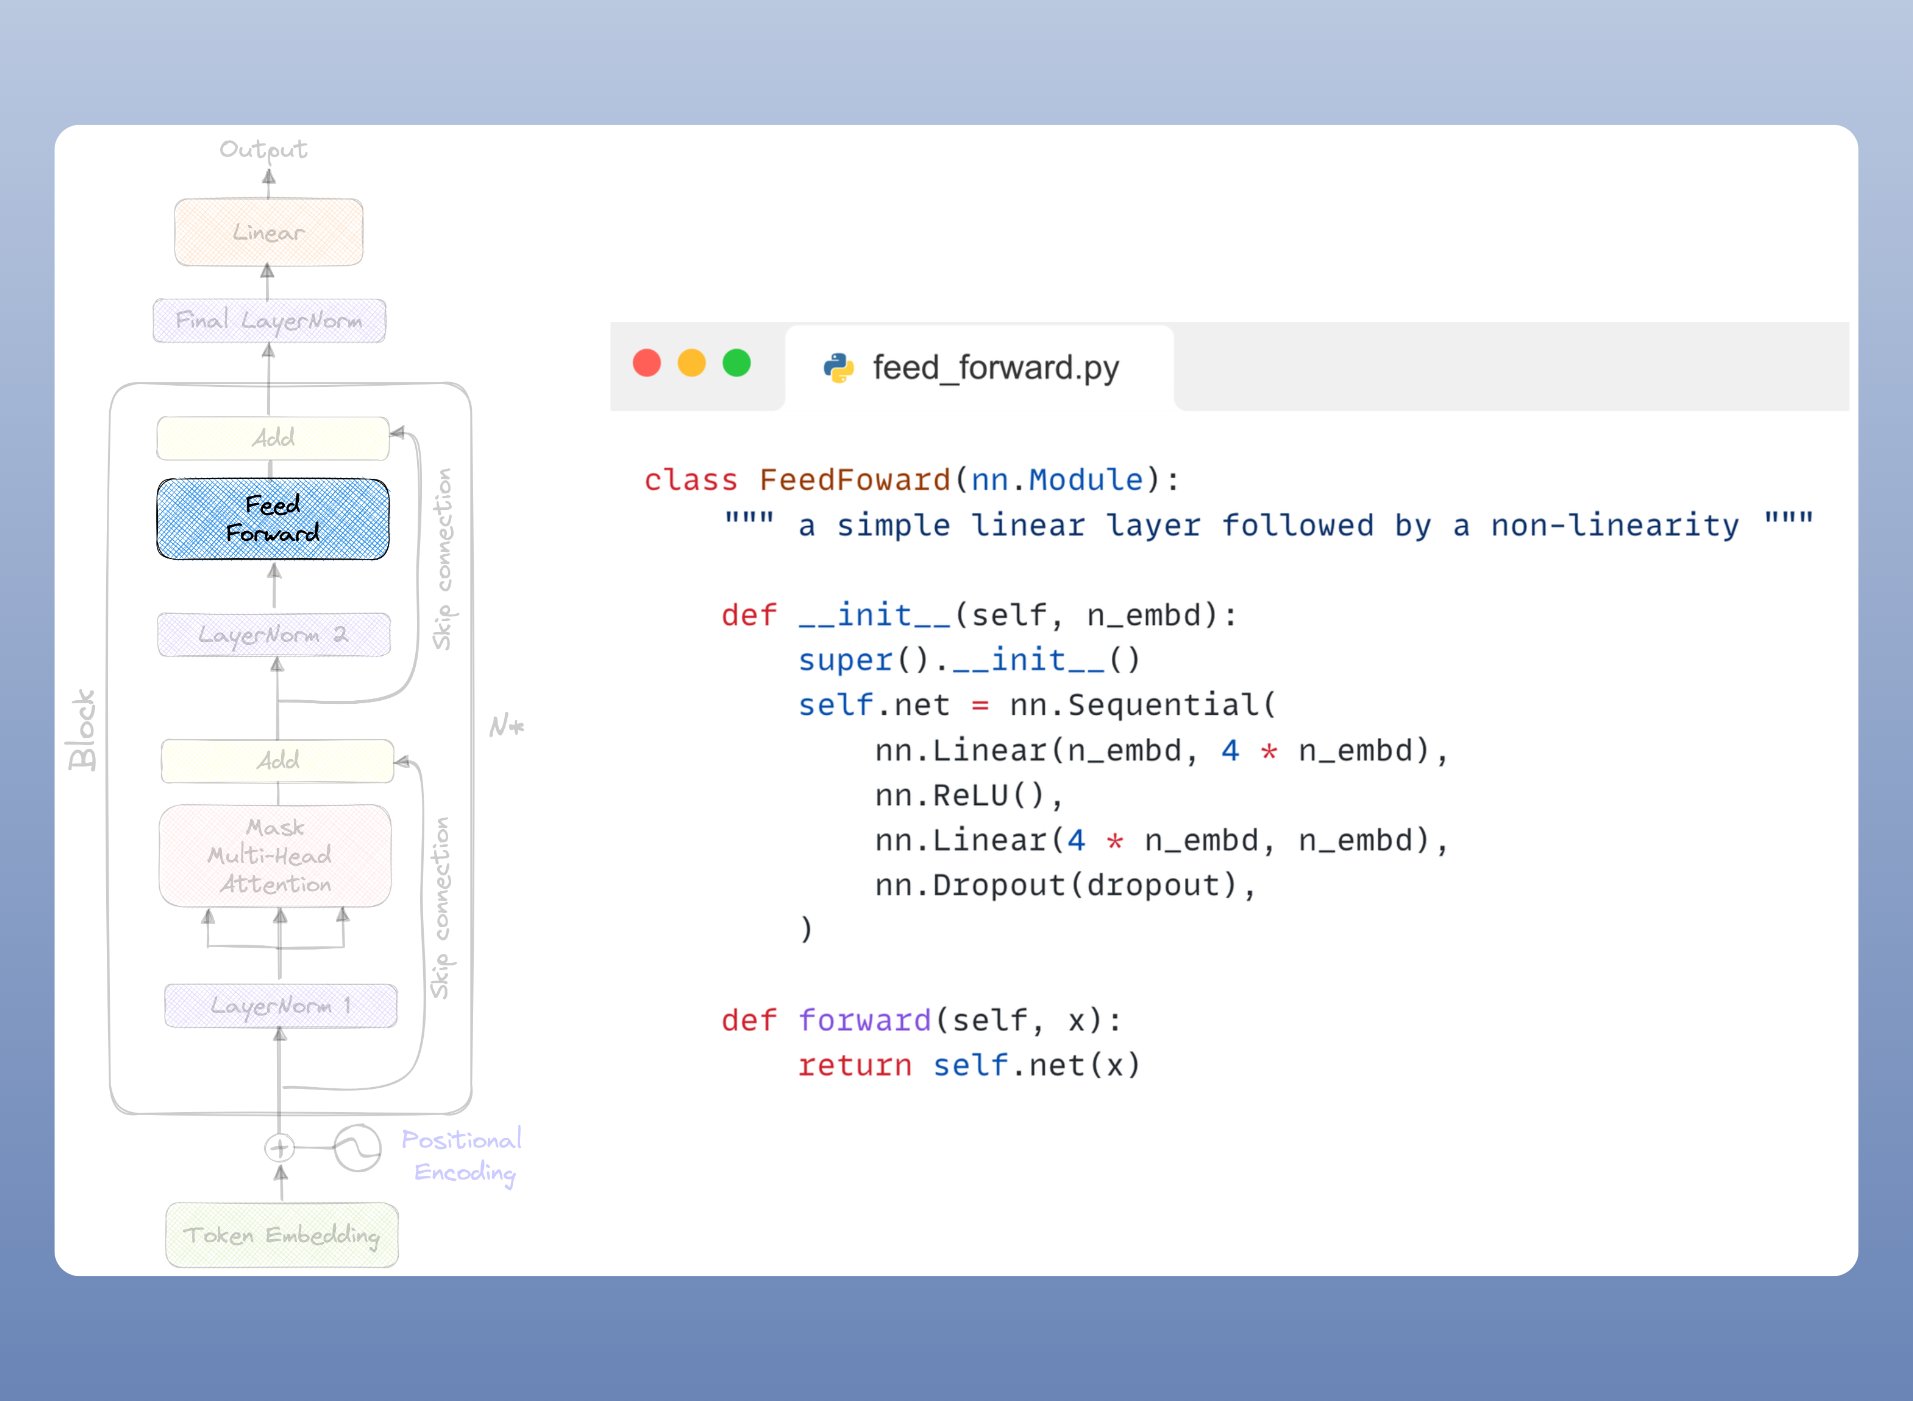 Output
Linear
Final LayerNorm
Add
Feed
Forward
Skip connection
LayerNorm 2
Block
N*
Add
Mask
Multi-Head
Attention
Skip connection
LayerNorm 1
Positional
Encoding
Token Embedding
feed_forward.py
class FeedFoward(nn.Module):
    """ a simple linear layer followed by a non-linearity """

    def __init__(self, n_embd):
        super().__init__()
        self.net = nn.Sequential(
            nn.Linear(n_embd, 4 * n_embd),
            nn.ReLU(),
            nn.Linear(4 * n_embd, n_embd),
            nn.Dropout(dropout),
        )

    def forward(self, x):
        return self.net(x)